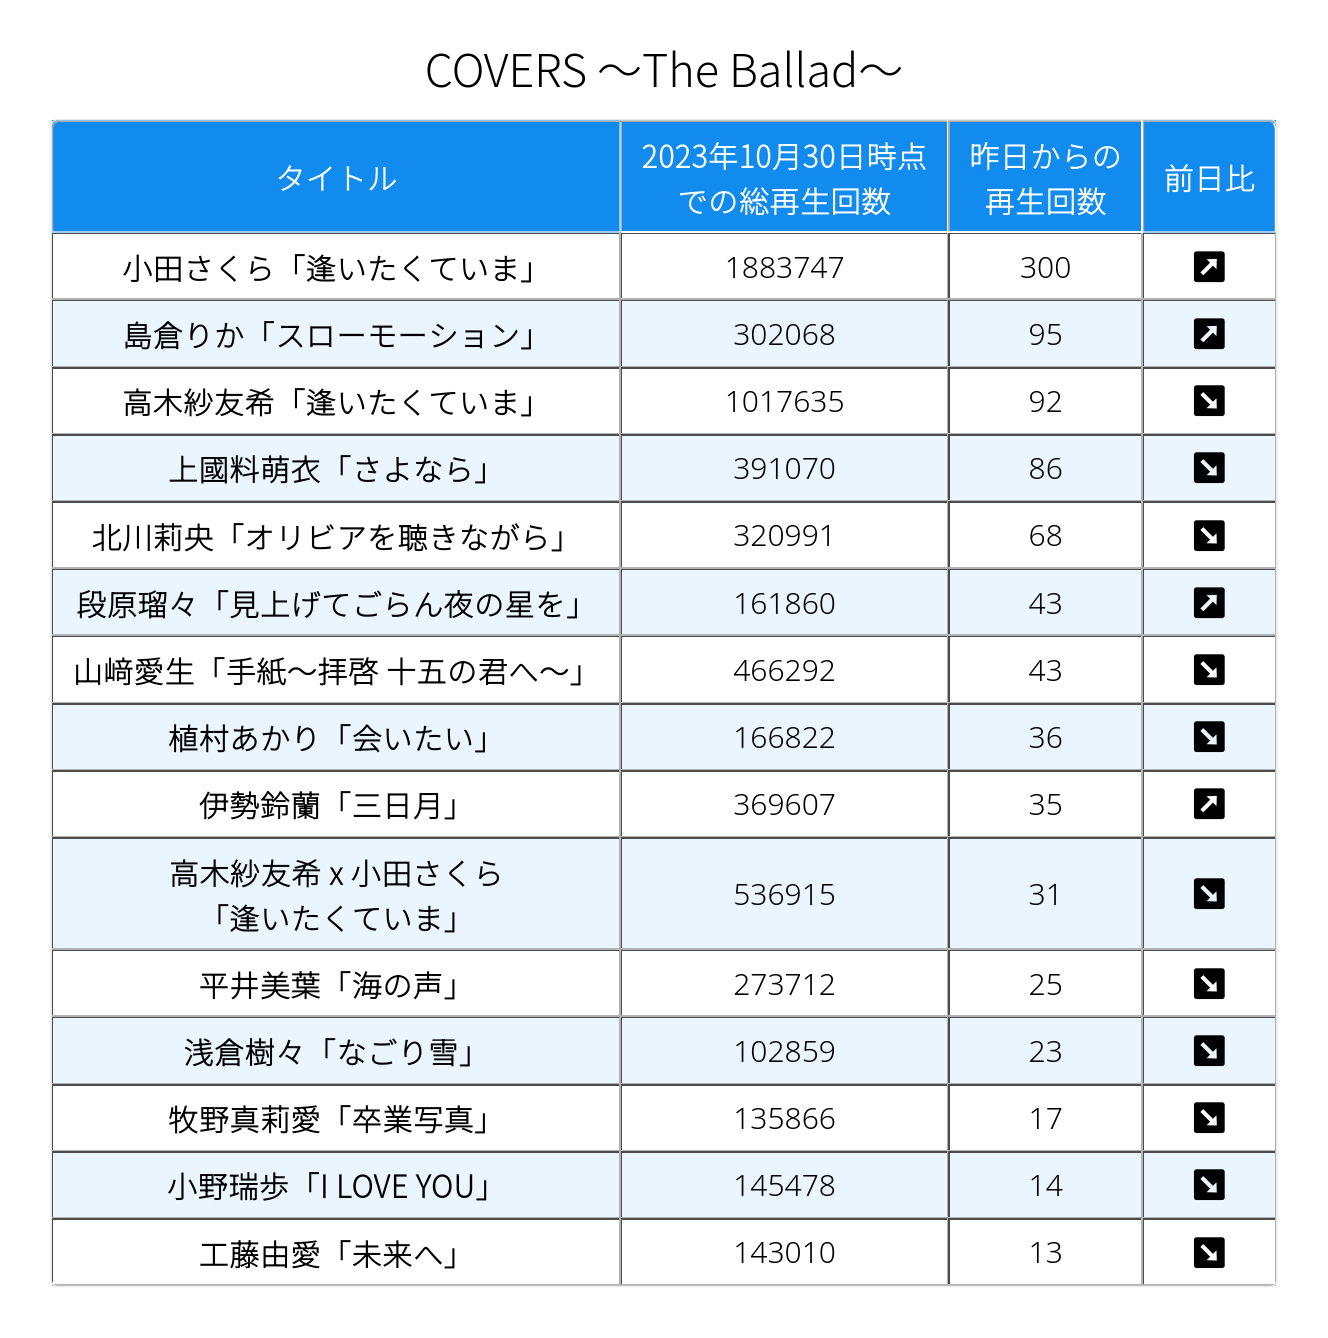 COVERS ～The Ballad～
タイトル
2023年10月30日時点
での総再生回数
昨日からの
再生回数
前日比
小田さくら「逢いたくていま」 1883747 300 ↗
島倉りか「スローモーション」 302068 95 ↗
高木紗友希「逢いたくていま」 1017635 92 ↘
上國料萌衣「さよなら」 391070 86 ↘
北川莉央「オリビアを聴きながら」 320991 68 ↘
段原瑠々「見上げてごらん夜の星を」 161860 43 ↗
山﨑愛生「手紙～拝啓 十五の君へ～」 466292 43 ↘
植村あかり「会いたい」 166822 36 ↘
伊勢鈴蘭「三日月」 369607 35 ↗
高木紗友希 x 小田さくら
「逢いたくていま」 536915 31 ↘
平井美葉「海の声」 273712 25 ↘
浅倉樹々「なごり雪」 102859 23 ↘
牧野真莉愛「卒業写真」 135866 17 ↘
小野瑞歩「I LOVE YOU」 145478 14 ↘
工藤由愛「未来へ」 143010 13 ↘